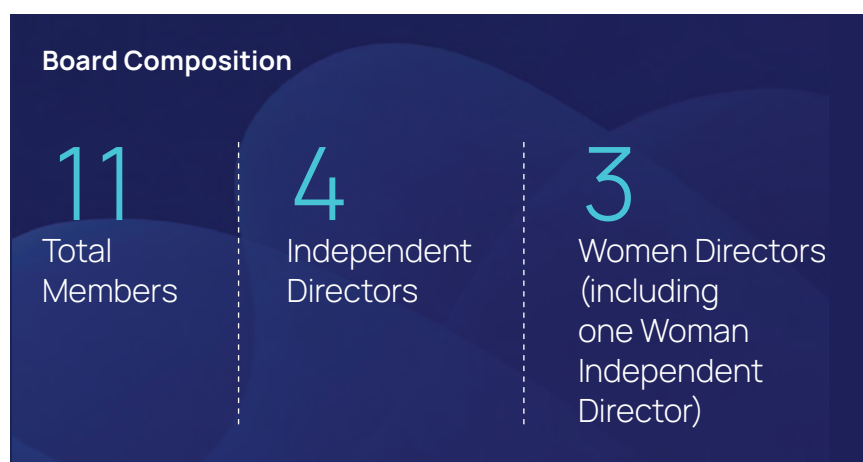 Board Composition
11
Total
Members
4
Independent
Directors
3
Women Directors
(including
one Woman
Independent
Director)